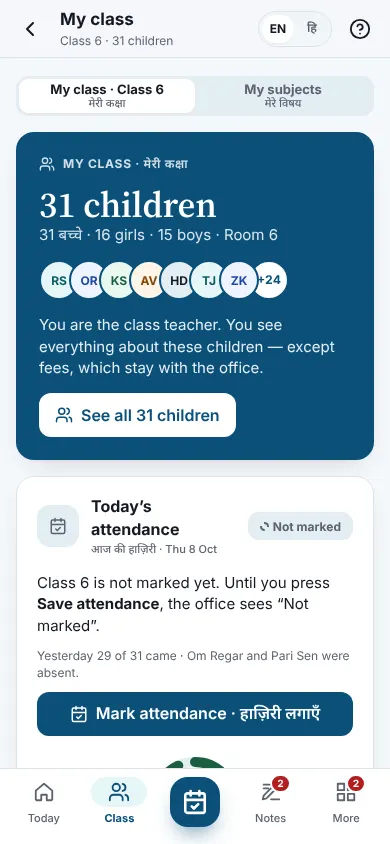 My class
Class 6 · 31 children
EN
हिं
My class · Class 6
मेरी कक्षा
My subjects
मेरे विषय
MY CLASS · मेरी कक्षा
31 children
31 बच्चे · 16 girls · 15 boys · Room 6
RS
OR
KS
AV
HD
TJ
ZK
+24
You are the class teacher. You see
everything about these children — except
fees, which stay with the office.
See all 31 children
Today's
attendance
आज की हाज़िरी · Thu 8 Oct
Not marked
Class 6 is not marked yet. Until you press
Save attendance, the office sees “Not
marked”.
Yesterday 29 of 31 came · Om Regar and Pari Sen were
absent.
Mark attendance · हाज़िरी लगाएँ
Today
Class
2
Notes
2
More